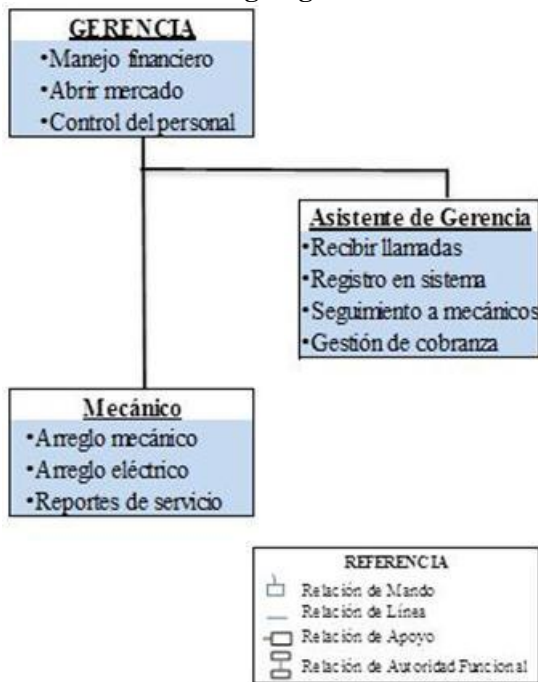 GERENCIA
•Manejo financiero
•Abrir mercado
•Control del personal
Asistente de Gerencia
•Recibir llamadas
•Registro en sistema
•Seguimiento a mecánicos
•Gestión de cobranza
Mecánico
•Arreglo mecánico
•Arreglo eléctrico
•Reportes de servicio
REFERENCIA
Relación de Mando
Relación de Línea
Relación de Apoyo
Relación de Autoridad Funcional